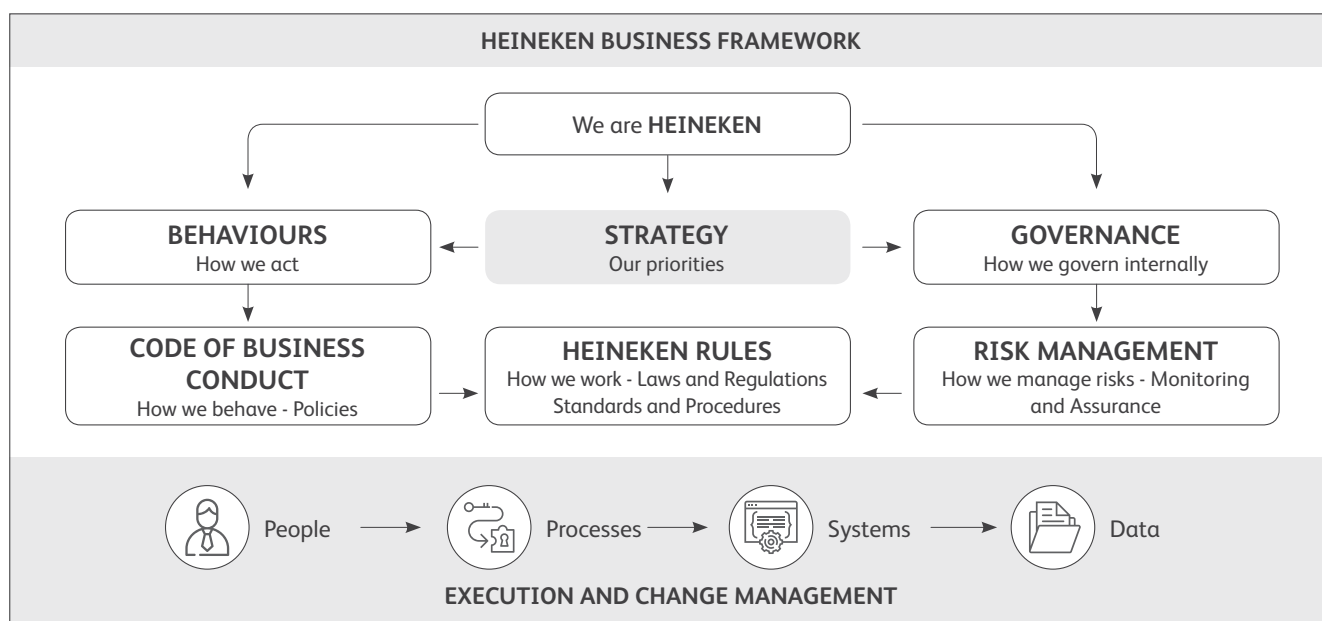 HEINEKEN BUSINESS FRAMEWORK
We are HEINEKEN
BEHAVIOURS
How we act
STRATEGY
Our priorities
GOVERNANCE
How we govern internally
CODE OF BUSINESS
CONDUCT
How we behave - Policies
HEINEKEN RULES
How we work - Laws and Regulations
Standards and Procedures
RISK MANAGEMENT
How we manage risks - Monitoring
and Assurance
People
Processes
Systems
Data
EXECUTION AND CHANGE MANAGEMENT